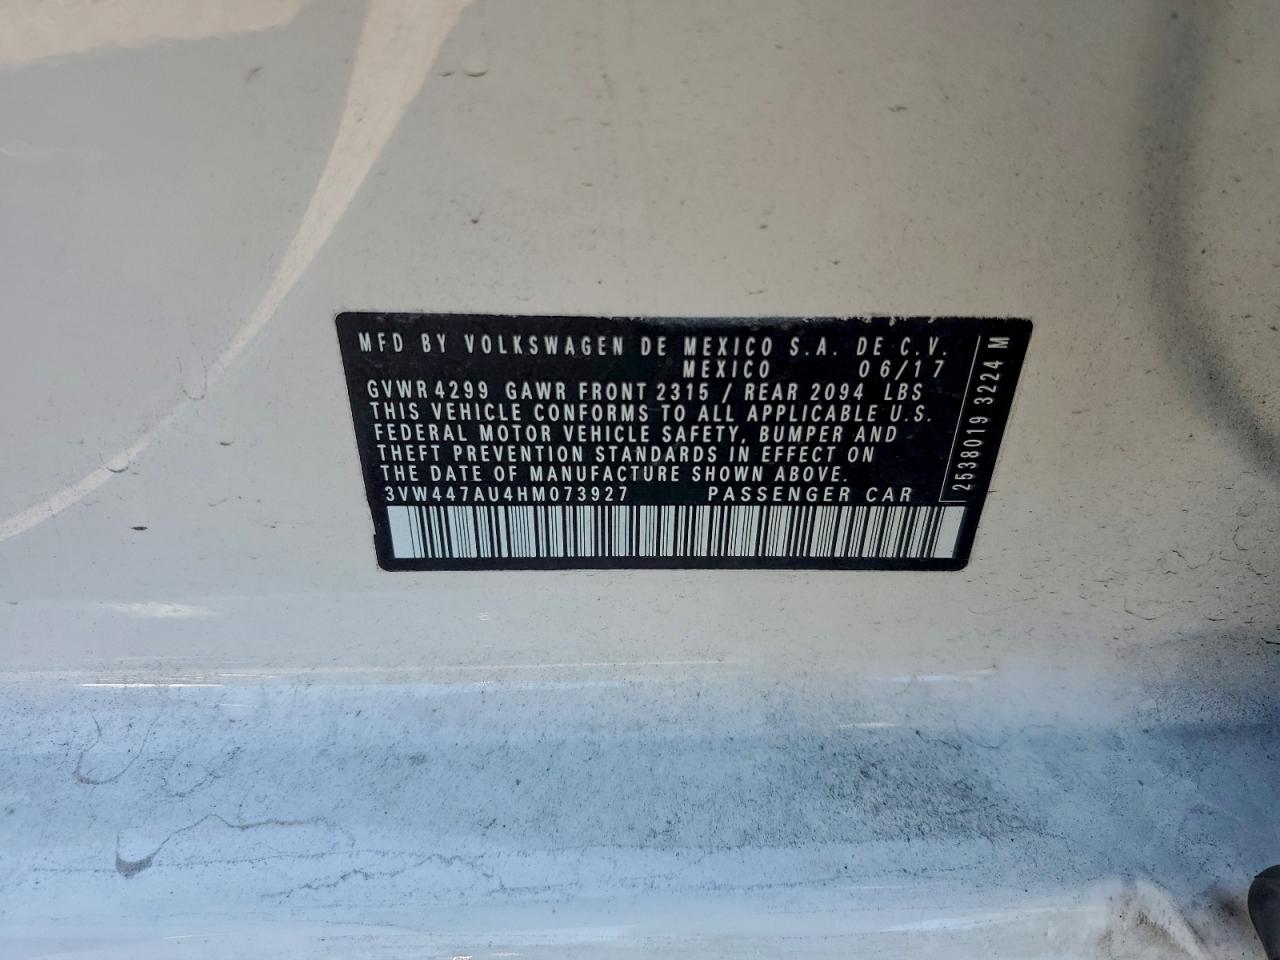 MFD BY VOLKSWAGEN DE MEXICO S.A. DE C.V.
MEXICO 06/17
GVWR 4299 GAWR FRONT 2315 / REAR 2094 LBS
THIS VEHICLE CONFORMS TO ALL APPLICABLE U.S.
FEDERAL MOTOR VEHICLE SAFETY, BUMPER AND
THEFT PREVENTION STANDARDS IN EFFECT ON
THE DATE OF MANUFACTURE SHOWN ABOVE.
3VW447AU4HM073927 PASSENGER CAR
2538019 3224 M